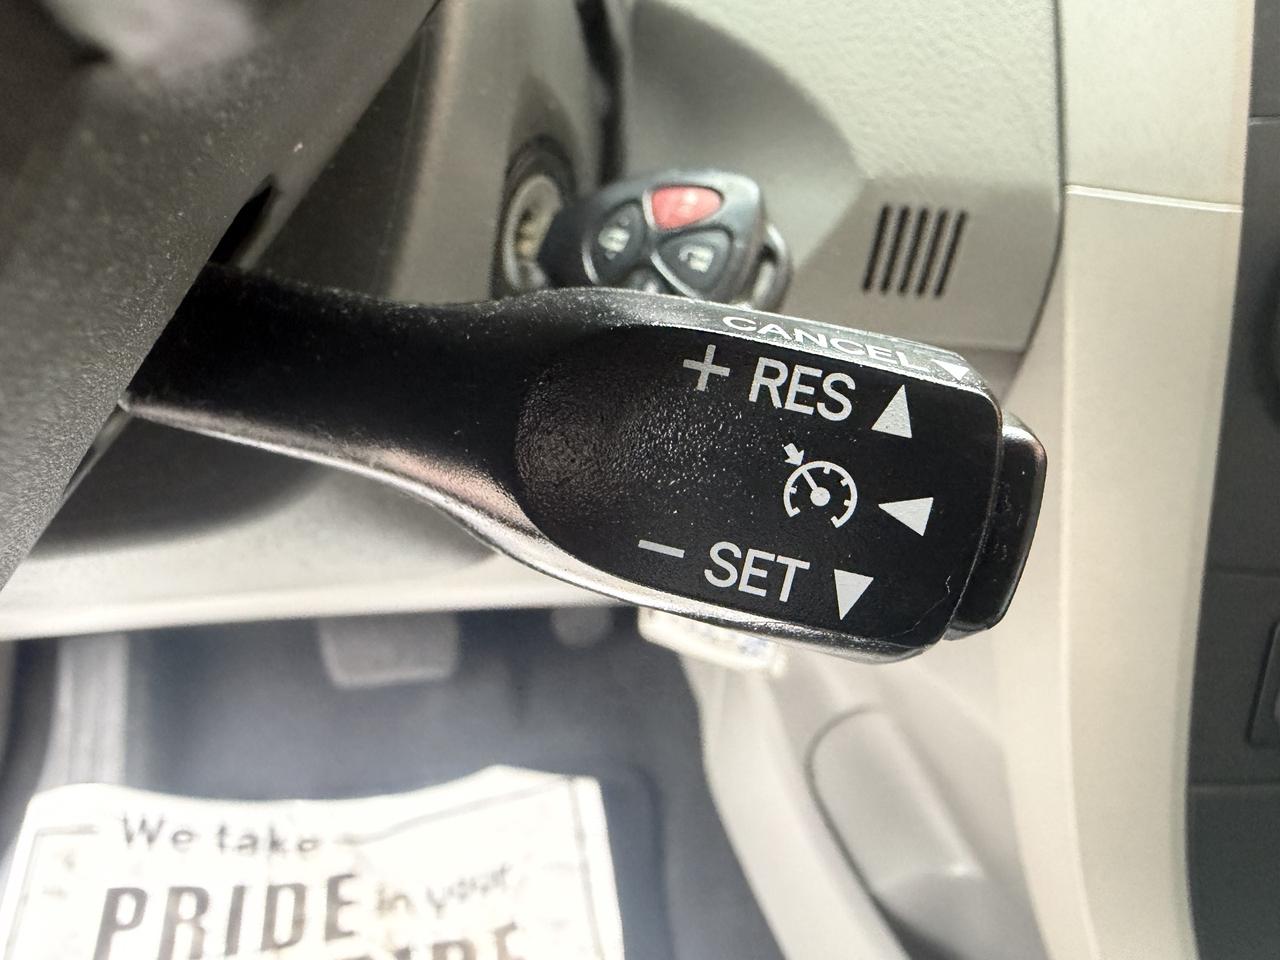 CANCEL
+ RES
− SET
We take
PRIDE in your